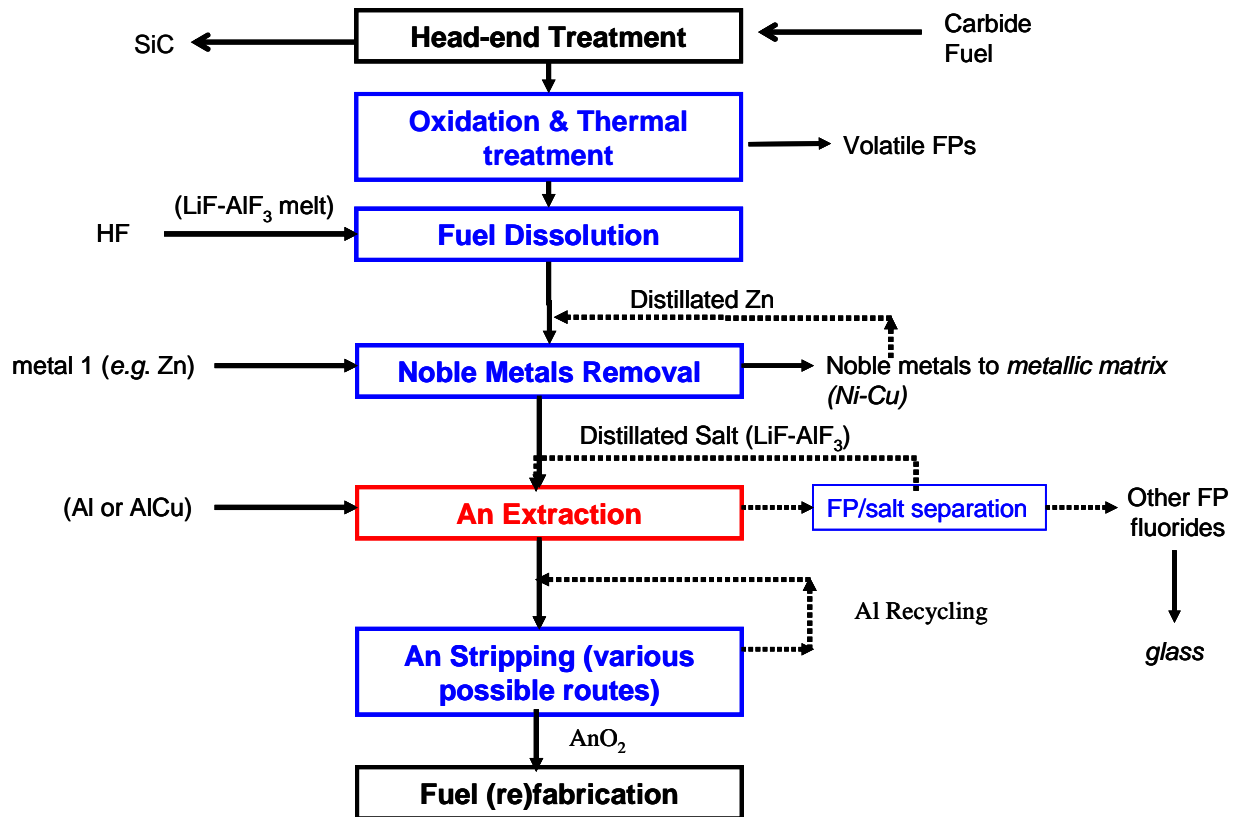 SiC
Head-end Treatment
Carbide
Fuel
Oxidation & Thermal
treatment
Volatile FPs
(LiF-AlF3 melt)
HF
Fuel Dissolution
Distillated Zn
metal 1 (e.g. Zn)
Noble Metals Removal
Noble metals to metallic matrix
(Ni-Cu)
Distillated Salt (LiF-AlF3)
(Al or AlCu)
An Extraction
FP/salt separation
Other FP
fluorides
Al Recycling
glass
An Stripping (various
possible routes)
AnO2
Fuel (re)fabrication